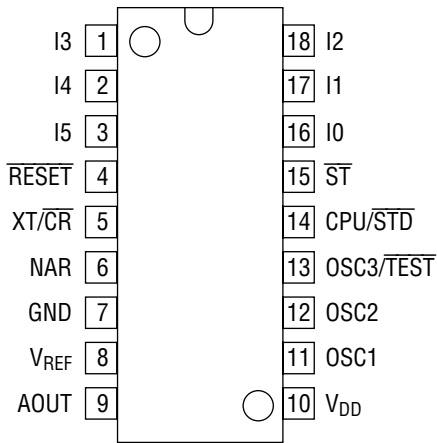 I3 1 18 I2
I4 2 17 I1
I5 3 16 I0
RESET 4 15 ST
XT/CR 5 14 CPU/STD
NAR 6 13 OSC3/TEST
GND 7 12 OSC2
VREF 8 11 OSC1
AOUT 9 10 VDD